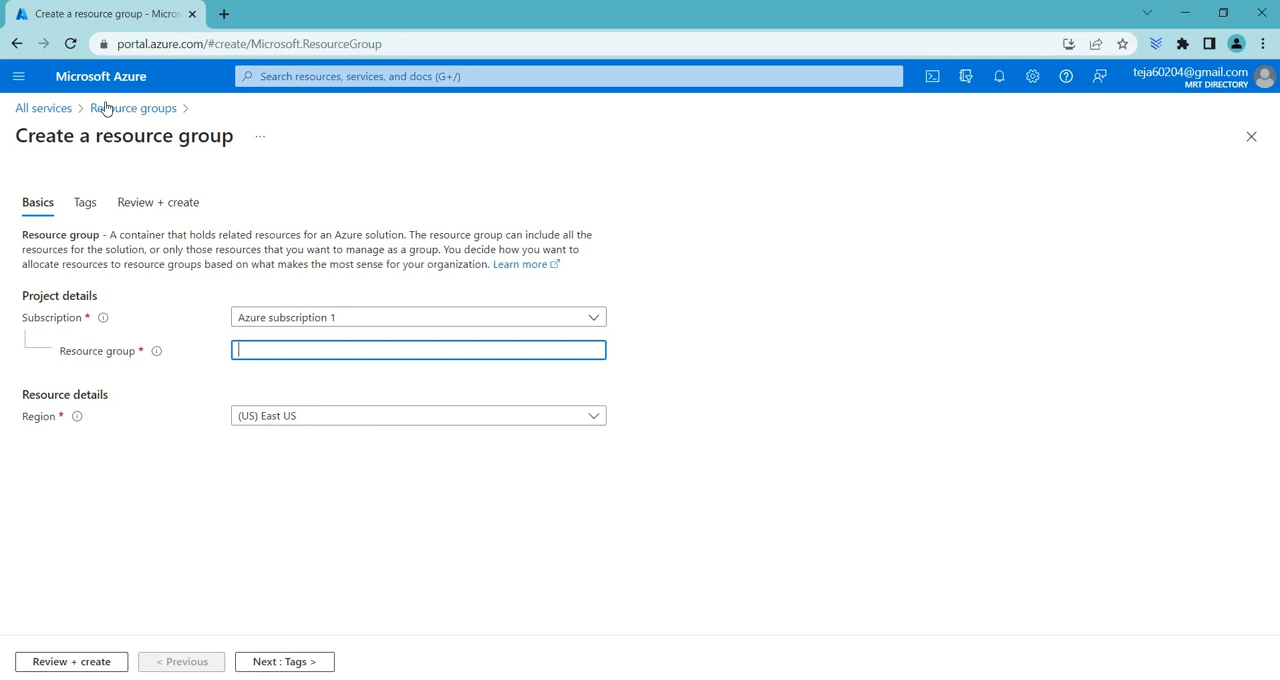 Create a resource group - Micros
portal.azure.com/#create/Microsoft.ResourceGroup
Microsoft Azure
Search resources, services, and docs (G+/)
teja60204@gmail.com
MRT DIRECTORY
All services > Resource groups >
Create a resource group ...
Basics Tags Review + create
Resource group - A container that holds related resources for an Azure solution. The resource group can include all the
resources for the solution, or only those resources that you want to manage as a group. You decide how you want to
allocate resources to resource groups based on what makes the most sense for your organization. Learn more
Project details
Subscription * Azure subscription 1
Resource group *
Resource details
Region * (US) East US
Review + create < Previous Next : Tags >